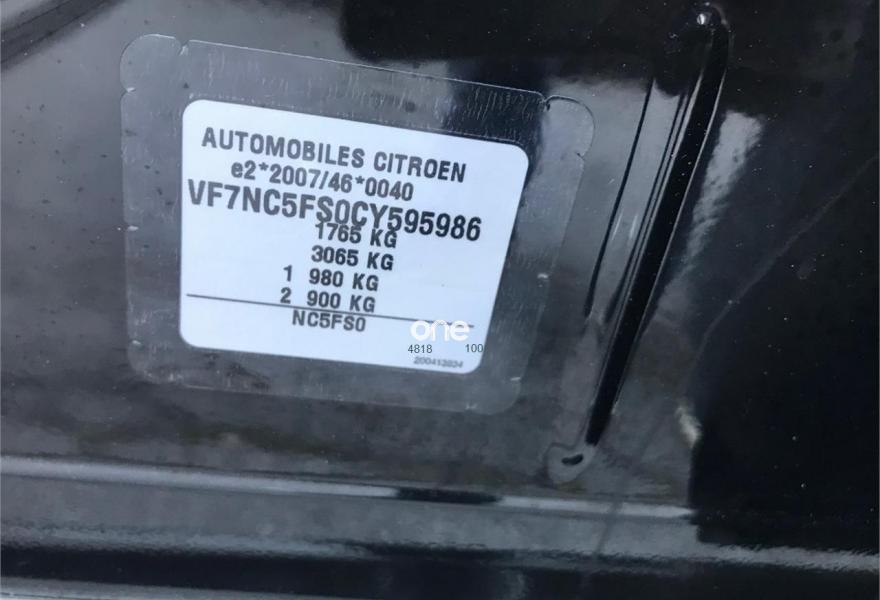 AUTOMOBILES CITROEN
e2*2007/46*0040
VF7NC5FS0CY595986
1765 KG
3065 KG
1 980 KG
2 900 KG
NC5FS0
one
4818 100
200413024